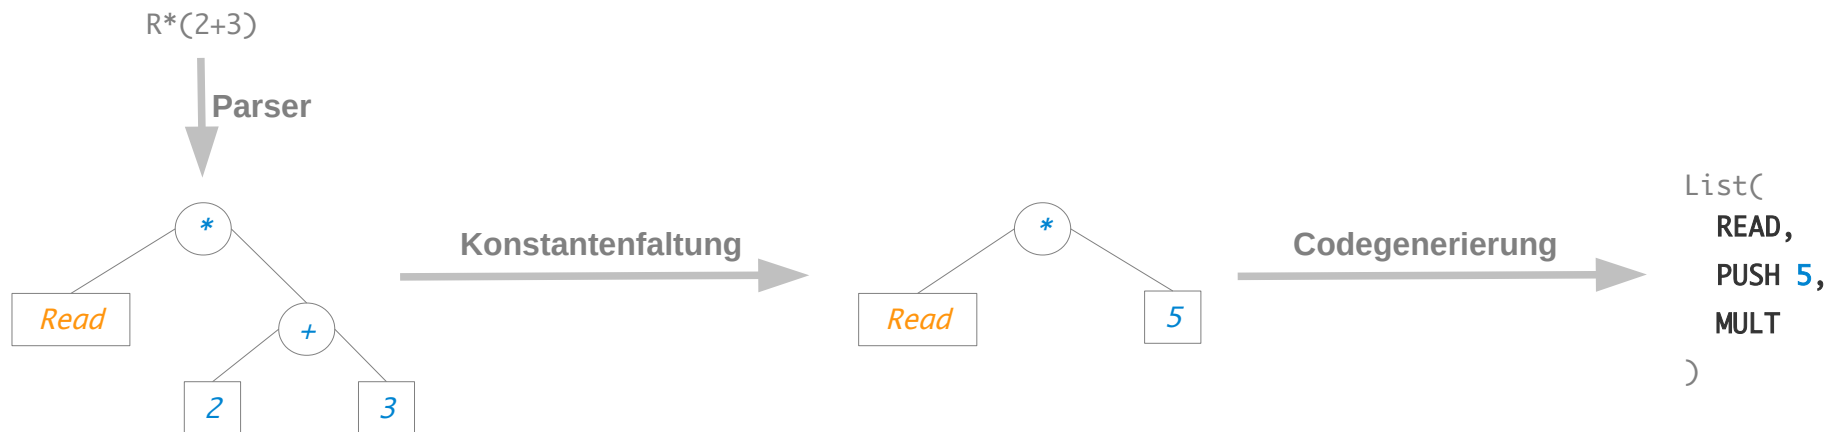 R*(2+3)
Parser
*
Read
+
2
3
Konstantenfaltung
*
Read
5
Codegenerierung
List(
READ,
PUSH 5,
MULT
)